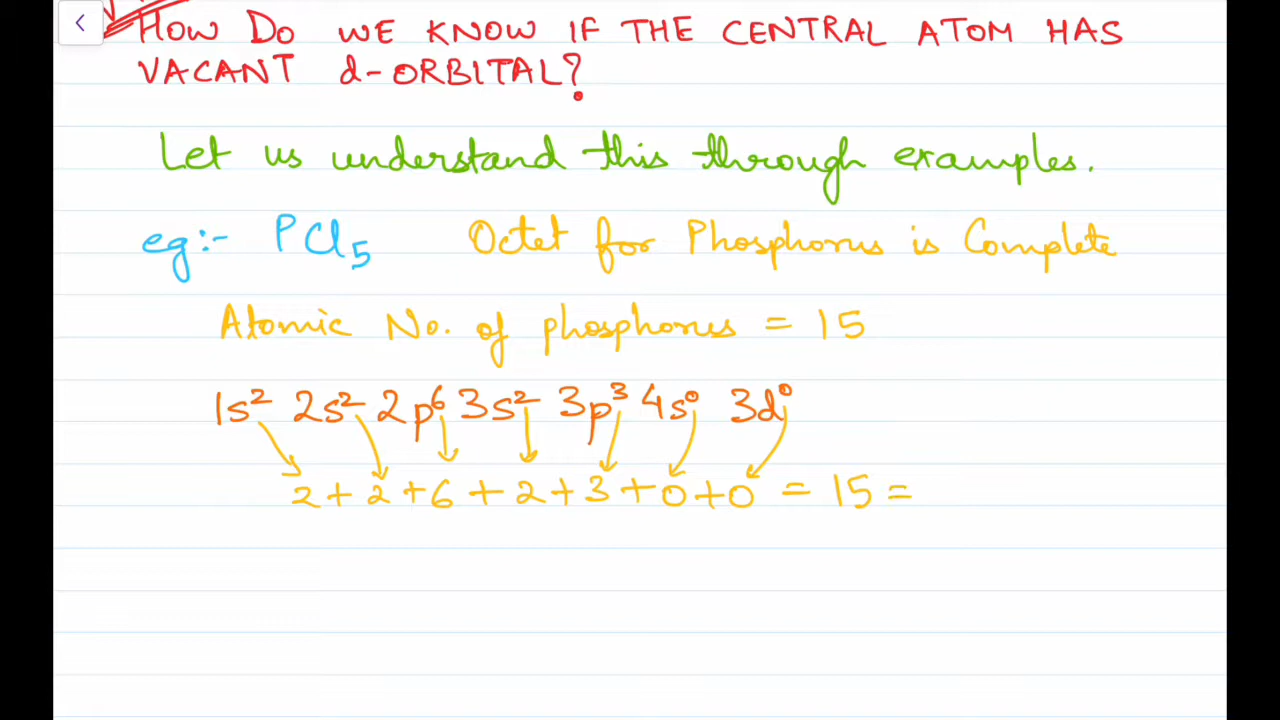 HOW DO WE KNOW IF THE CENTRAL ATOM HAS
VACANT d-ORBITAL?
Let us understand this through examples.
eg:- PCl₅ Octet for Phosphorus is Complete
Atomic No. of phosphorus = 15
1s² 2s² 2p⁶ 3s² 3p³ 4s⁰ 3d⁰
2+2+6+2+3+0+0 = 15 =